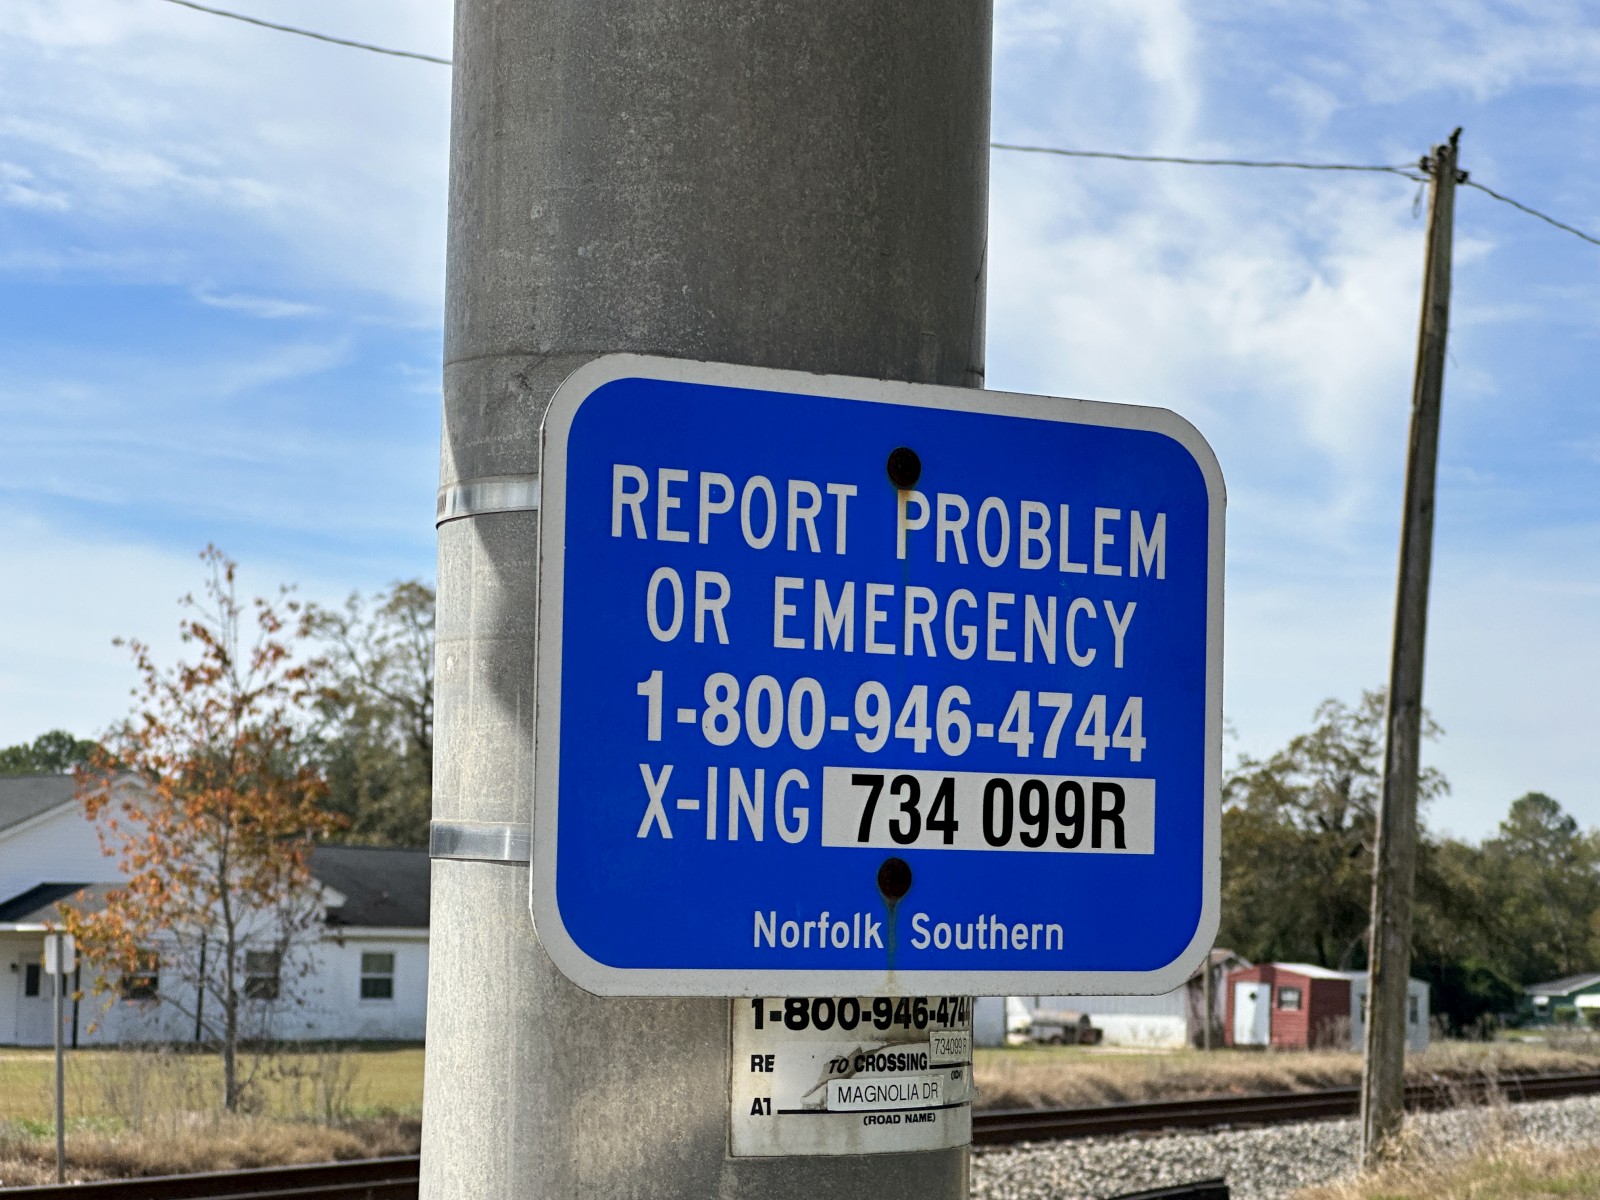 REPORT PROBLEM
OR EMERGENCY
1-800-946-4744
X-ING 734 099R
Norfolk Southern
1-800-946-474
RE TO CROSSING 734099R
(ID#)
AT MAGNOLIA DR
(ROAD NAME)